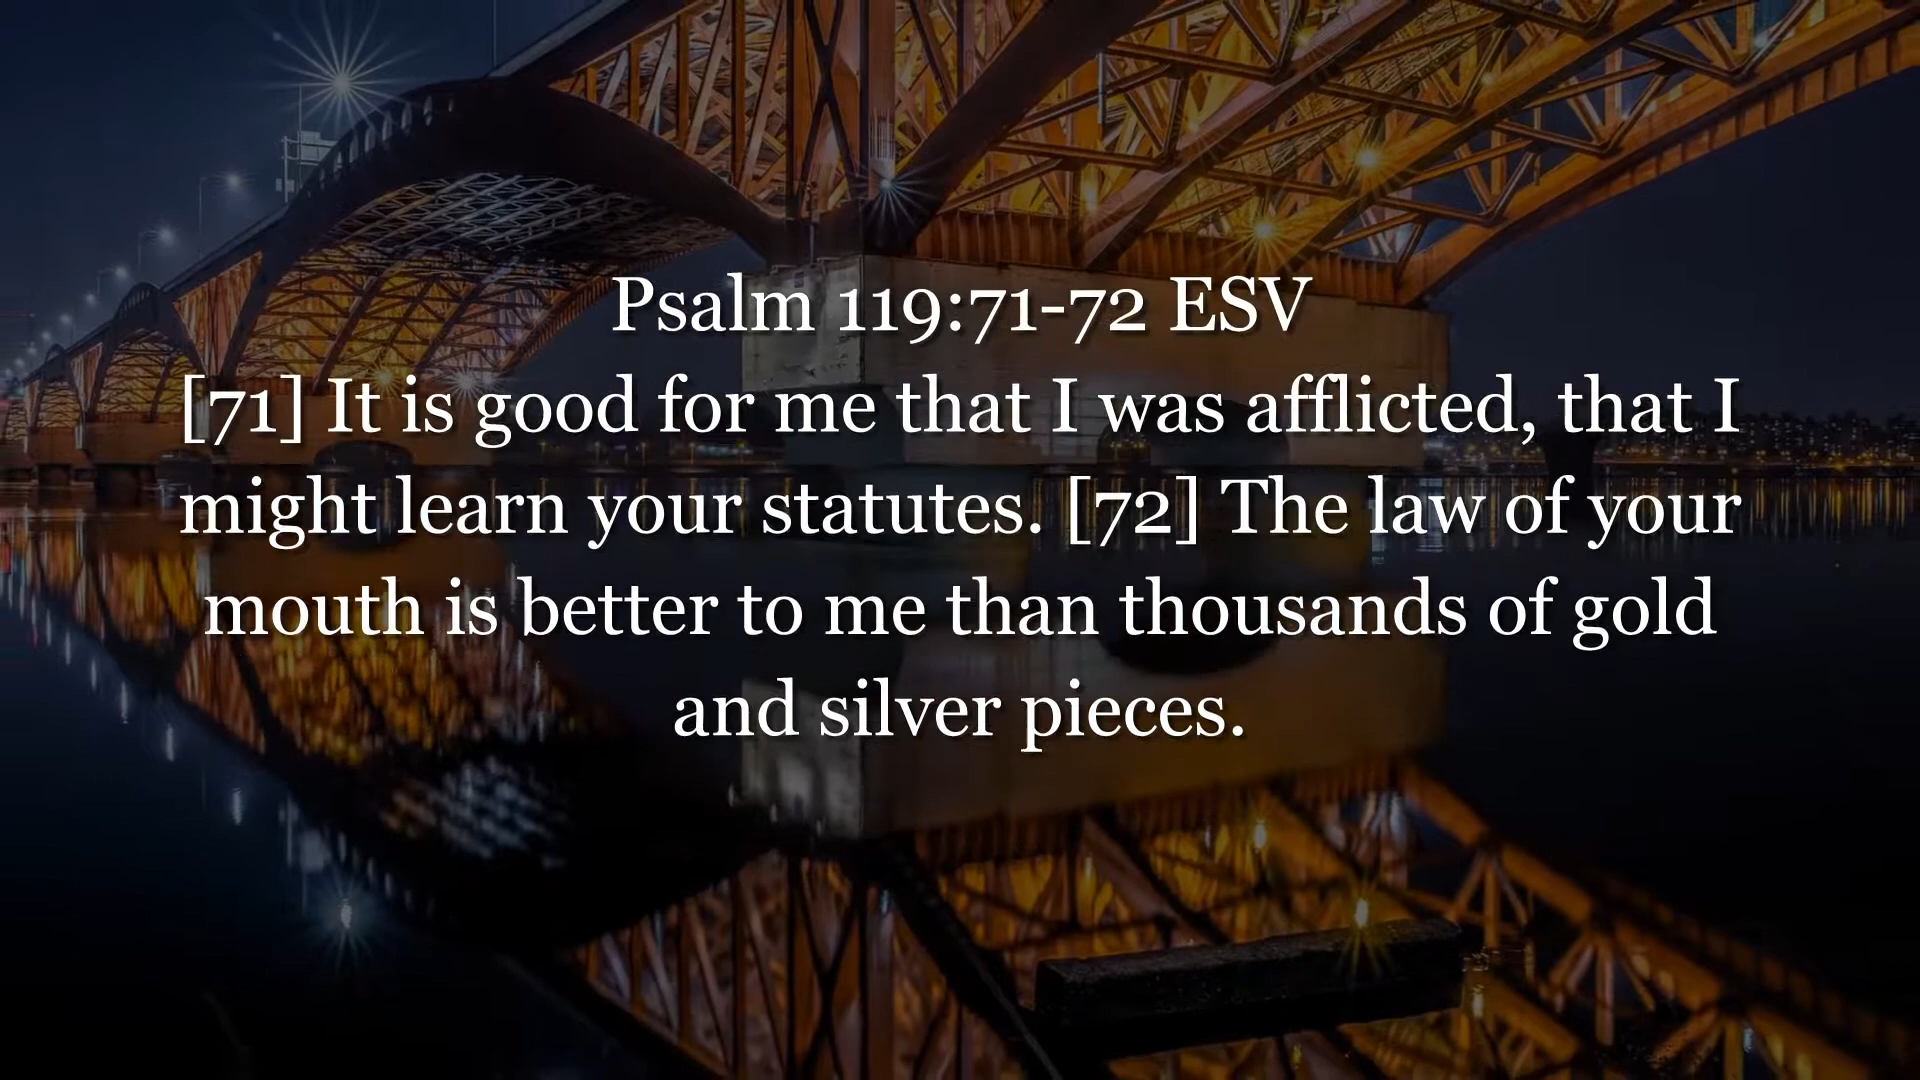 Psalm 119:71-72 ESV
[71] It is good for me that I was afflicted, that I
might learn your statutes. [72] The law of your
mouth is better to me than thousands of gold
and silver pieces.